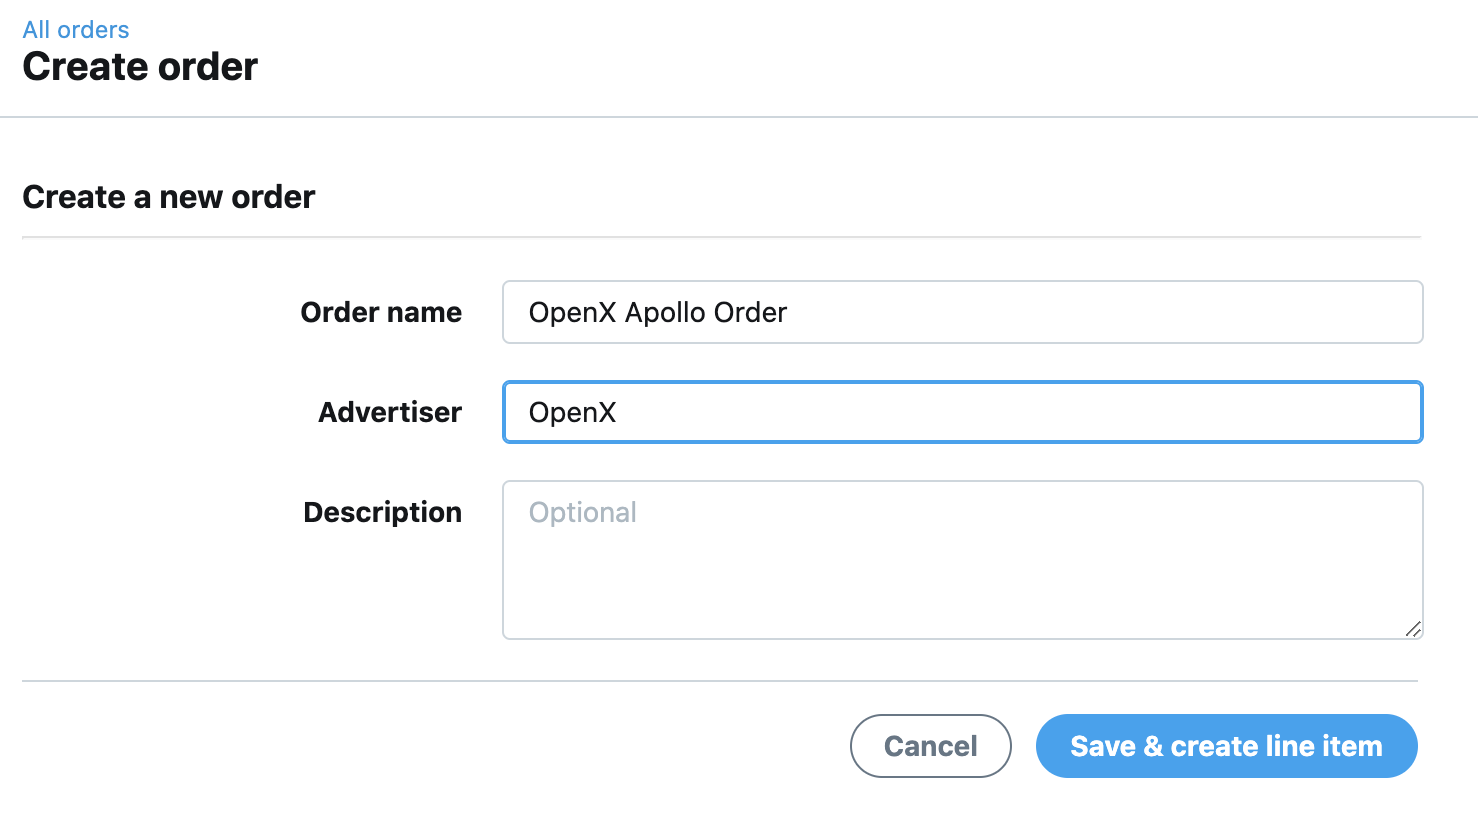 All orders
Create order
Create a new order
Order name
OpenX Apollo Order
Advertiser
OpenX
Description
Optional
Cancel
Save & create line item